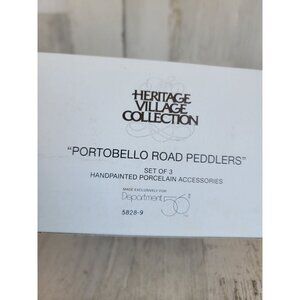 HERITAGE
VILLAGE
COLLECTION
"PORTOBELLO ROAD PEDDLERS"
SET OF 3
HANDPAINTED PORCELAIN ACCESSORIES
MADE EXCLUSIVELY FOR
Department 56
5828-9